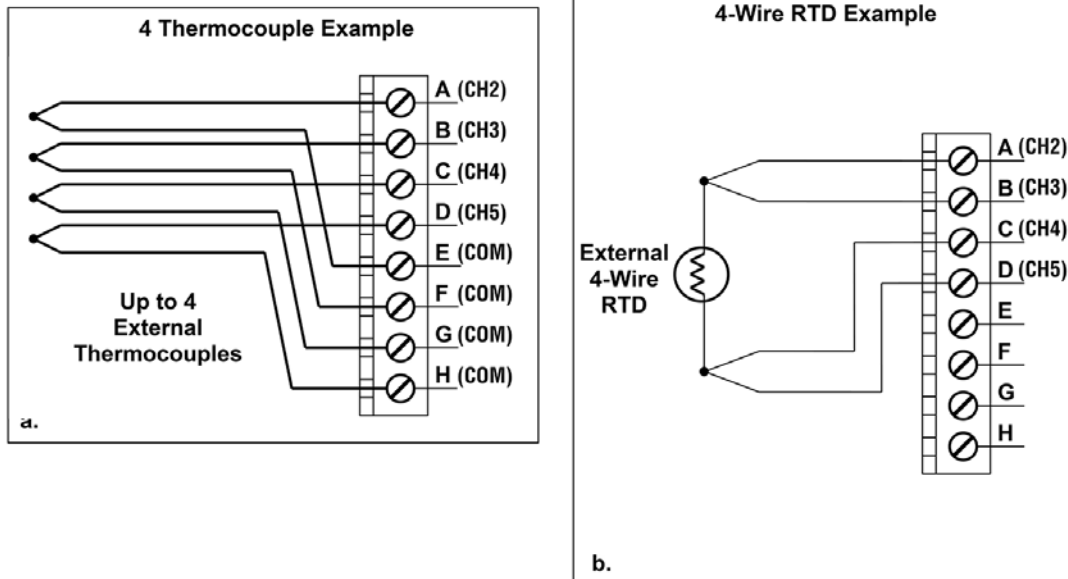 4 Thermocouple Example
A (CH2)
B (CH3)
C (CH4)
D (CH5)
E (COM)
F (COM)
G (COM)
H (COM)
Up to 4
External
Thermocouples
a.
4-Wire RTD Example
A (CH2)
B (CH3)
C (CH4)
D (CH5)
E
F
G
H
External
4-Wire
RTD
b.